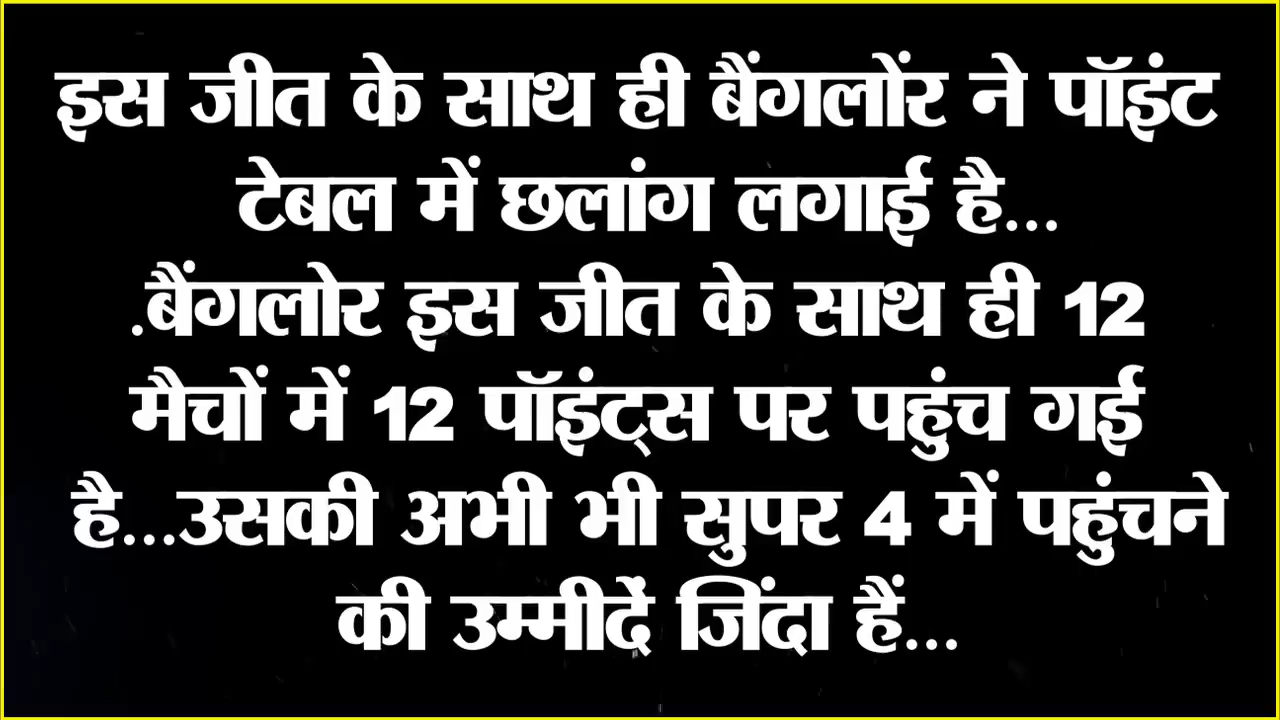 इस जीत के साथ ही बैंगलोंर ने पॉइंट
टेबल में छलांग लगाई है...
.बैंगलोर इस जीत के साथ ही 12
मैचों में 12 पॉइंट्स पर पहुंच गई
है...उसकी अभी भी सुपर 4 में पहुंचने
की उम्मीदें जिंदा हैं...